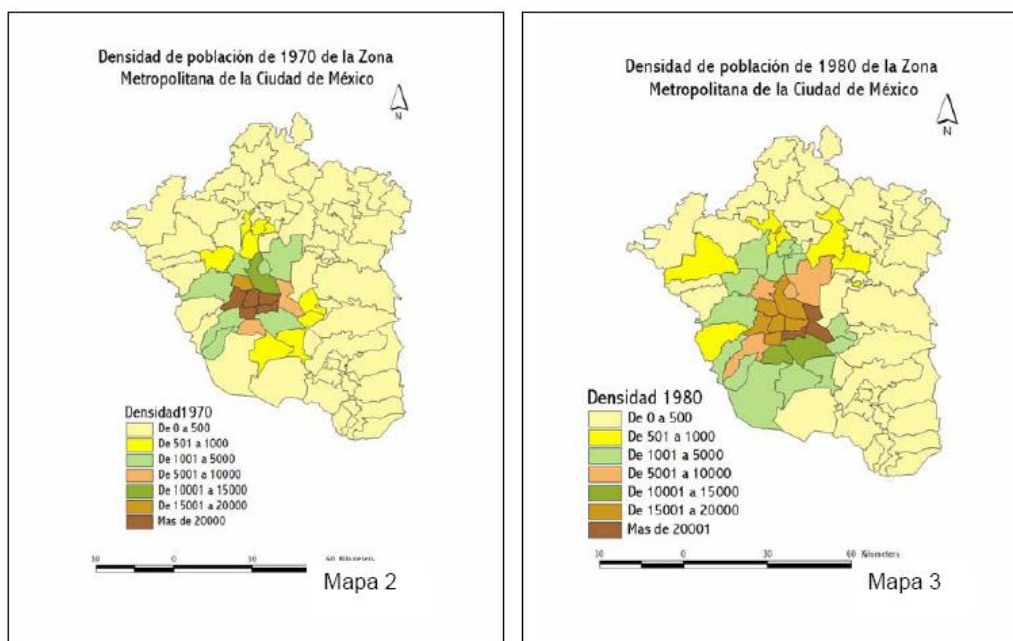 Densidad de población de 1970 de la Zona
Metropolitana de la Ciudad de México
N
Densidad1970
De 0 a 500
De 501 a 1000
De 1001 a 5000
De 5001 a 10000
De 10001 a 15000
De 15001 a 20000
Mas de 20000
30 0 30 60 Kilometers
Mapa 2
Densidad de población de 1980 de la Zona
Metropolitana de la Ciudad de México
N
Densidad 1980
De 0 a 500
De 501 a 1000
De 1001 a 5000
De 5001 a 10000
De 10001 a 15000
De 15001 a 20000
Mas de 20001
30 0 30 60 Kilometers
Mapa 3